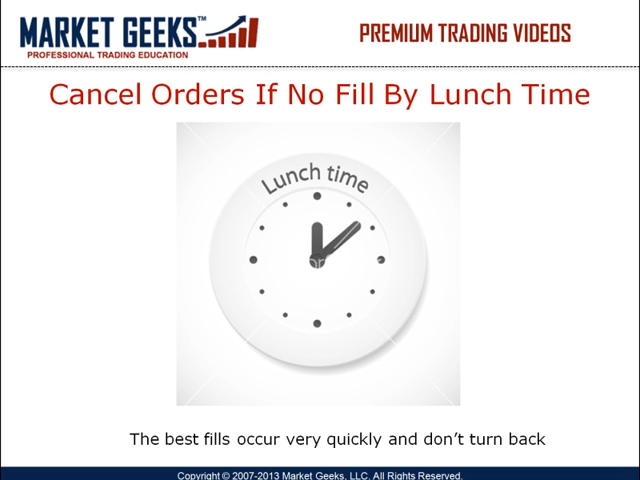 MARKET GEEKS™
PROFESSIONAL TRADING EDUCATION
PREMIUM TRADING VIDEOS
Cancel Orders If No Fill By Lunch Time
Lunch time
The best fills occur very quickly and don't turn back
Copyright © 2007-2013 Market Geeks, LLC. All Rights Reserved.